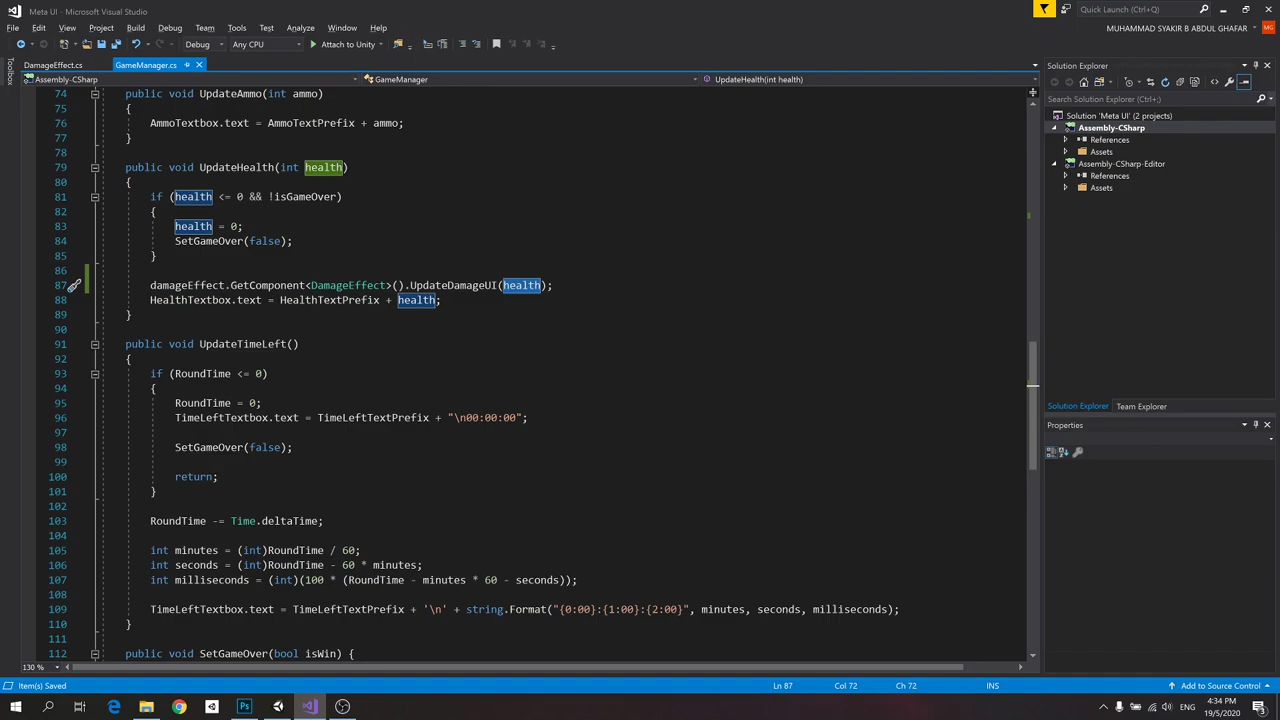 Meta UI - Microsoft Visual Studio
Quick Launch (Ctrl+Q)
File Edit View Project Build Debug Team Tools Test Analyze Window Help
MUHAMMAD SYAKIR B ABDUL GHAFAR MG
Debug Any CPU Attach to Unity
Toolbox
DamageEffect.cs GameManager.cs
Assembly-CSharp GameManager UpdateHealth(int health)
74 public void UpdateAmmo(int ammo)
75 {
76 AmmoTextbox.text = AmmoTextPrefix + ammo;
77 }
78
79 public void UpdateHealth(int health)
80 {
81 if (health <= 0 && !isGameOver)
82 {
83 health = 0;
84 SetGameOver(false);
85 }
86
87 damageEffect.GetComponent<DamageEffect>().UpdateDamageUI(health);
88 HealthTextbox.text = HealthTextPrefix + health;
89 }
90
91 public void UpdateTimeLeft()
92 {
93 if (RoundTime <= 0)
94 {
95 RoundTime = 0;
96 TimeLeftTextbox.text = TimeLeftTextPrefix + "\n00:00:00";
97
98 SetGameOver(false);
99
100 return;
101 }
102
103 RoundTime -= Time.deltaTime;
104
105 int minutes = (int)RoundTime / 60;
106 int seconds = (int)RoundTime - 60 * minutes;
107 int milliseconds = (int)(100 * (RoundTime - minutes * 60 - seconds));
108
109 TimeLeftTextbox.text = TimeLeftTextPrefix + '\n' + string.Format("{0:00}:{1:00}:{2:00}", minutes, seconds, milliseconds);
110 }
111
112 public void SetGameOver(bool isWin) {
130 %
Solution Explorer
Search Solution Explorer (Ctrl+;)
Solution 'Meta UI' (2 projects)
Assembly-CSharp
References
Assets
Assembly-CSharp-Editor
References
Assets
Solution Explorer Team Explorer
Properties
Item(s) Saved Ln 87 Col 72 Ch 72 INS Add to Source Control
Ps ENG 4:34 PM
19/5/2020